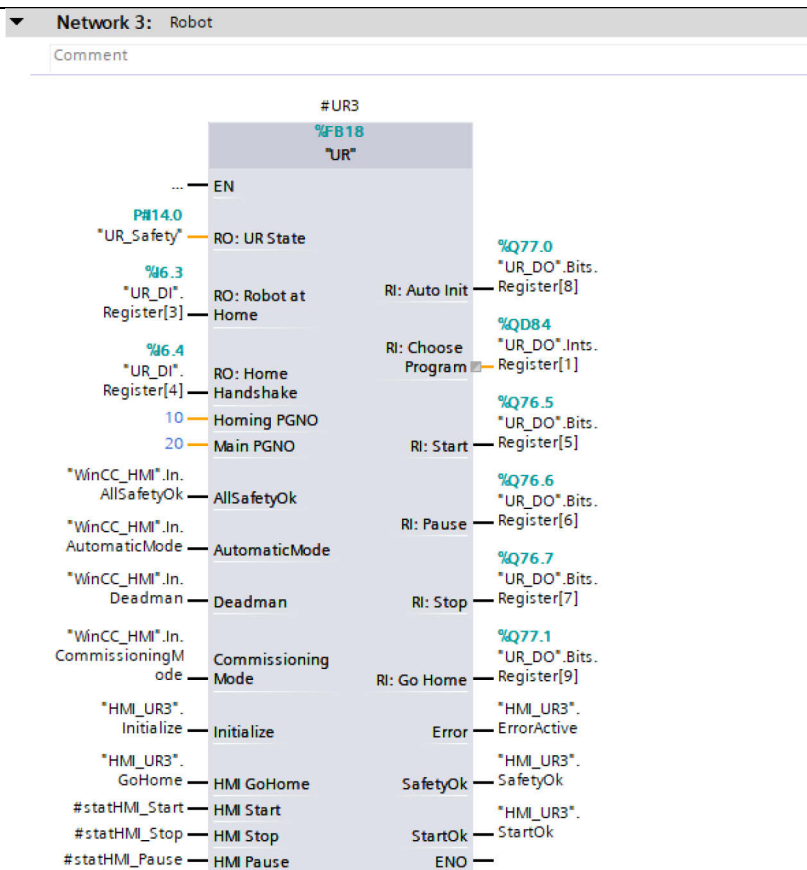 Network 3: Robot
Comment
#UR3
%FB18
"UR"
... EN
P#I14.0
"UR_Safety" RO: UR State
%I6.3
"UR_DI".
Register[3]
RO: Robot at
Home
%I6.4
"UR_DI".
Register[4]
RO: Home
Handshake
10 Homing PGNO
20 Main PGNO
"WinCC_HMI".In.
AllSafetyOk AllSafetyOk
"WinCC_HMI".In.
AutomaticMode AutomaticMode
"WinCC_HMI".In.
Deadman Deadman
"WinCC_HMI".In.
CommissioningM
ode
Commissioning
Mode
"HMI_UR3".
Initialize Initialize
"HMI_UR3".
GoHome HMI GoHome
#statHMI_Start HMI Start
#statHMI_Stop HMI Stop
#statHMI_Pause HMI Pause
%Q77.0
"UR_DO".Bits.
RI: Auto Init Register[8]
%QD84
"UR_DO".Ints.
RI: Choose
Program Register[1]
%Q76.5
"UR_DO".Bits.
RI: Start Register[5]
%Q76.6
"UR_DO".Bits.
RI: Pause Register[6]
%Q76.7
"UR_DO".Bits.
RI: Stop Register[7]
%Q77.1
"UR_DO".Bits.
RI: Go Home Register[9]
"HMI_UR3".
Error ErrorActive
"HMI_UR3".
SafetyOk SafetyOk
"HMI_UR3".
StartOk StartOk
ENO